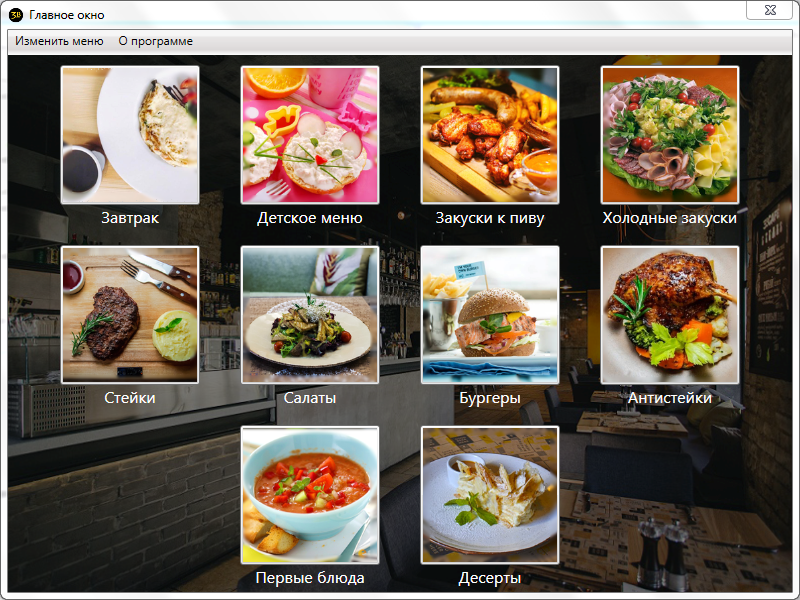 Главное окно
Изменить меню О программе
Завтрак
Детское меню
Закуски к пиву
Холодные закуски
Стейки
Салаты
Бургеры
Антистейки
Первые блюда
Десерты